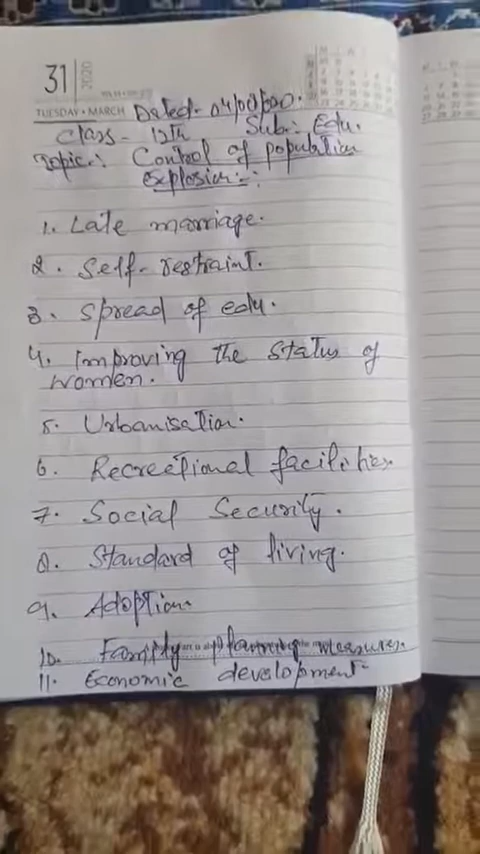 31 2020
TUESDAY • MARCH Dated- 04/08/020.
Class- 12th Sub:- Edu.
Topic:- Control of population
explosion:-:
1. Late marriage.
2. Self-restraint.
3. Spread of edu.
4. Improving the status of
women.
5. Urbanisation.
6. Recreational facilities.
7. Social Security.
8. Standard of living.
9. Adoption.
10. Family planning measures.
11. Economic development